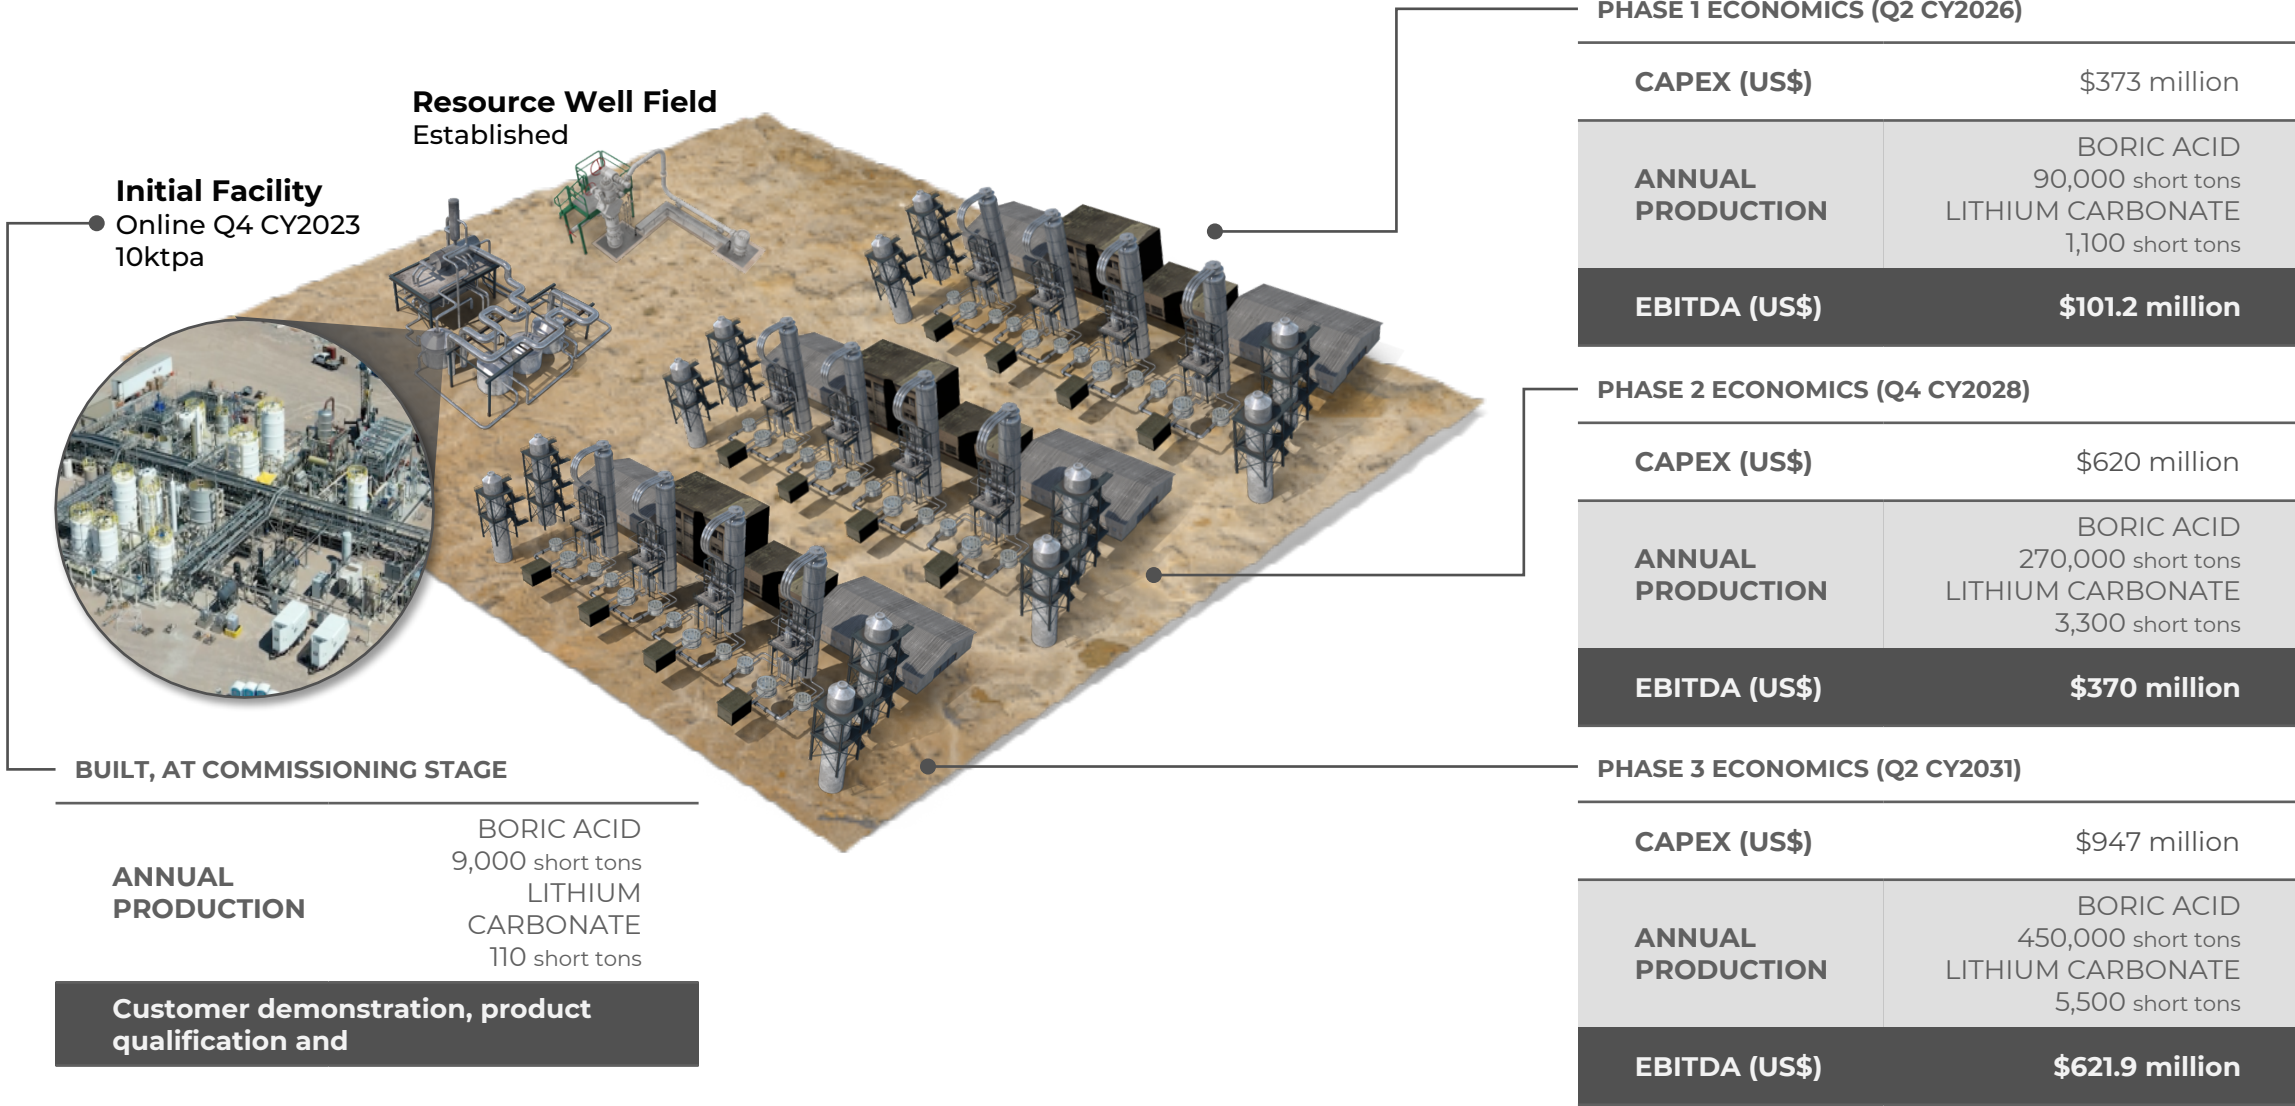 Resource Well Field
Established
Initial Facility
Online Q4 CY2023
10ktpa
BUILT, AT COMMISSIONING STAGE
ANNUAL
PRODUCTION
BORIC ACID
9,000 short tons
LITHIUM
CARBONATE
110 short tons
Customer demonstration, product
qualification and
PHASE 1 ECONOMICS (Q2 CY2026)
CAPEX (US$)
$373 million
ANNUAL
PRODUCTION
BORIC ACID
90,000 short tons
LITHIUM CARBONATE
1,100 short tons
EBITDA (US$)
$101.2 million
PHASE 2 ECONOMICS (Q4 CY2028)
CAPEX (US$)
$620 million
ANNUAL
PRODUCTION
BORIC ACID
270,000 short tons
LITHIUM CARBONATE
3,300 short tons
EBITDA (US$)
$370 million
PHASE 3 ECONOMICS (Q2 CY2031)
CAPEX (US$)
$947 million
ANNUAL
PRODUCTION
BORIC ACID
450,000 short tons
LITHIUM CARBONATE
5,500 short tons
EBITDA (US$)
$621.9 million